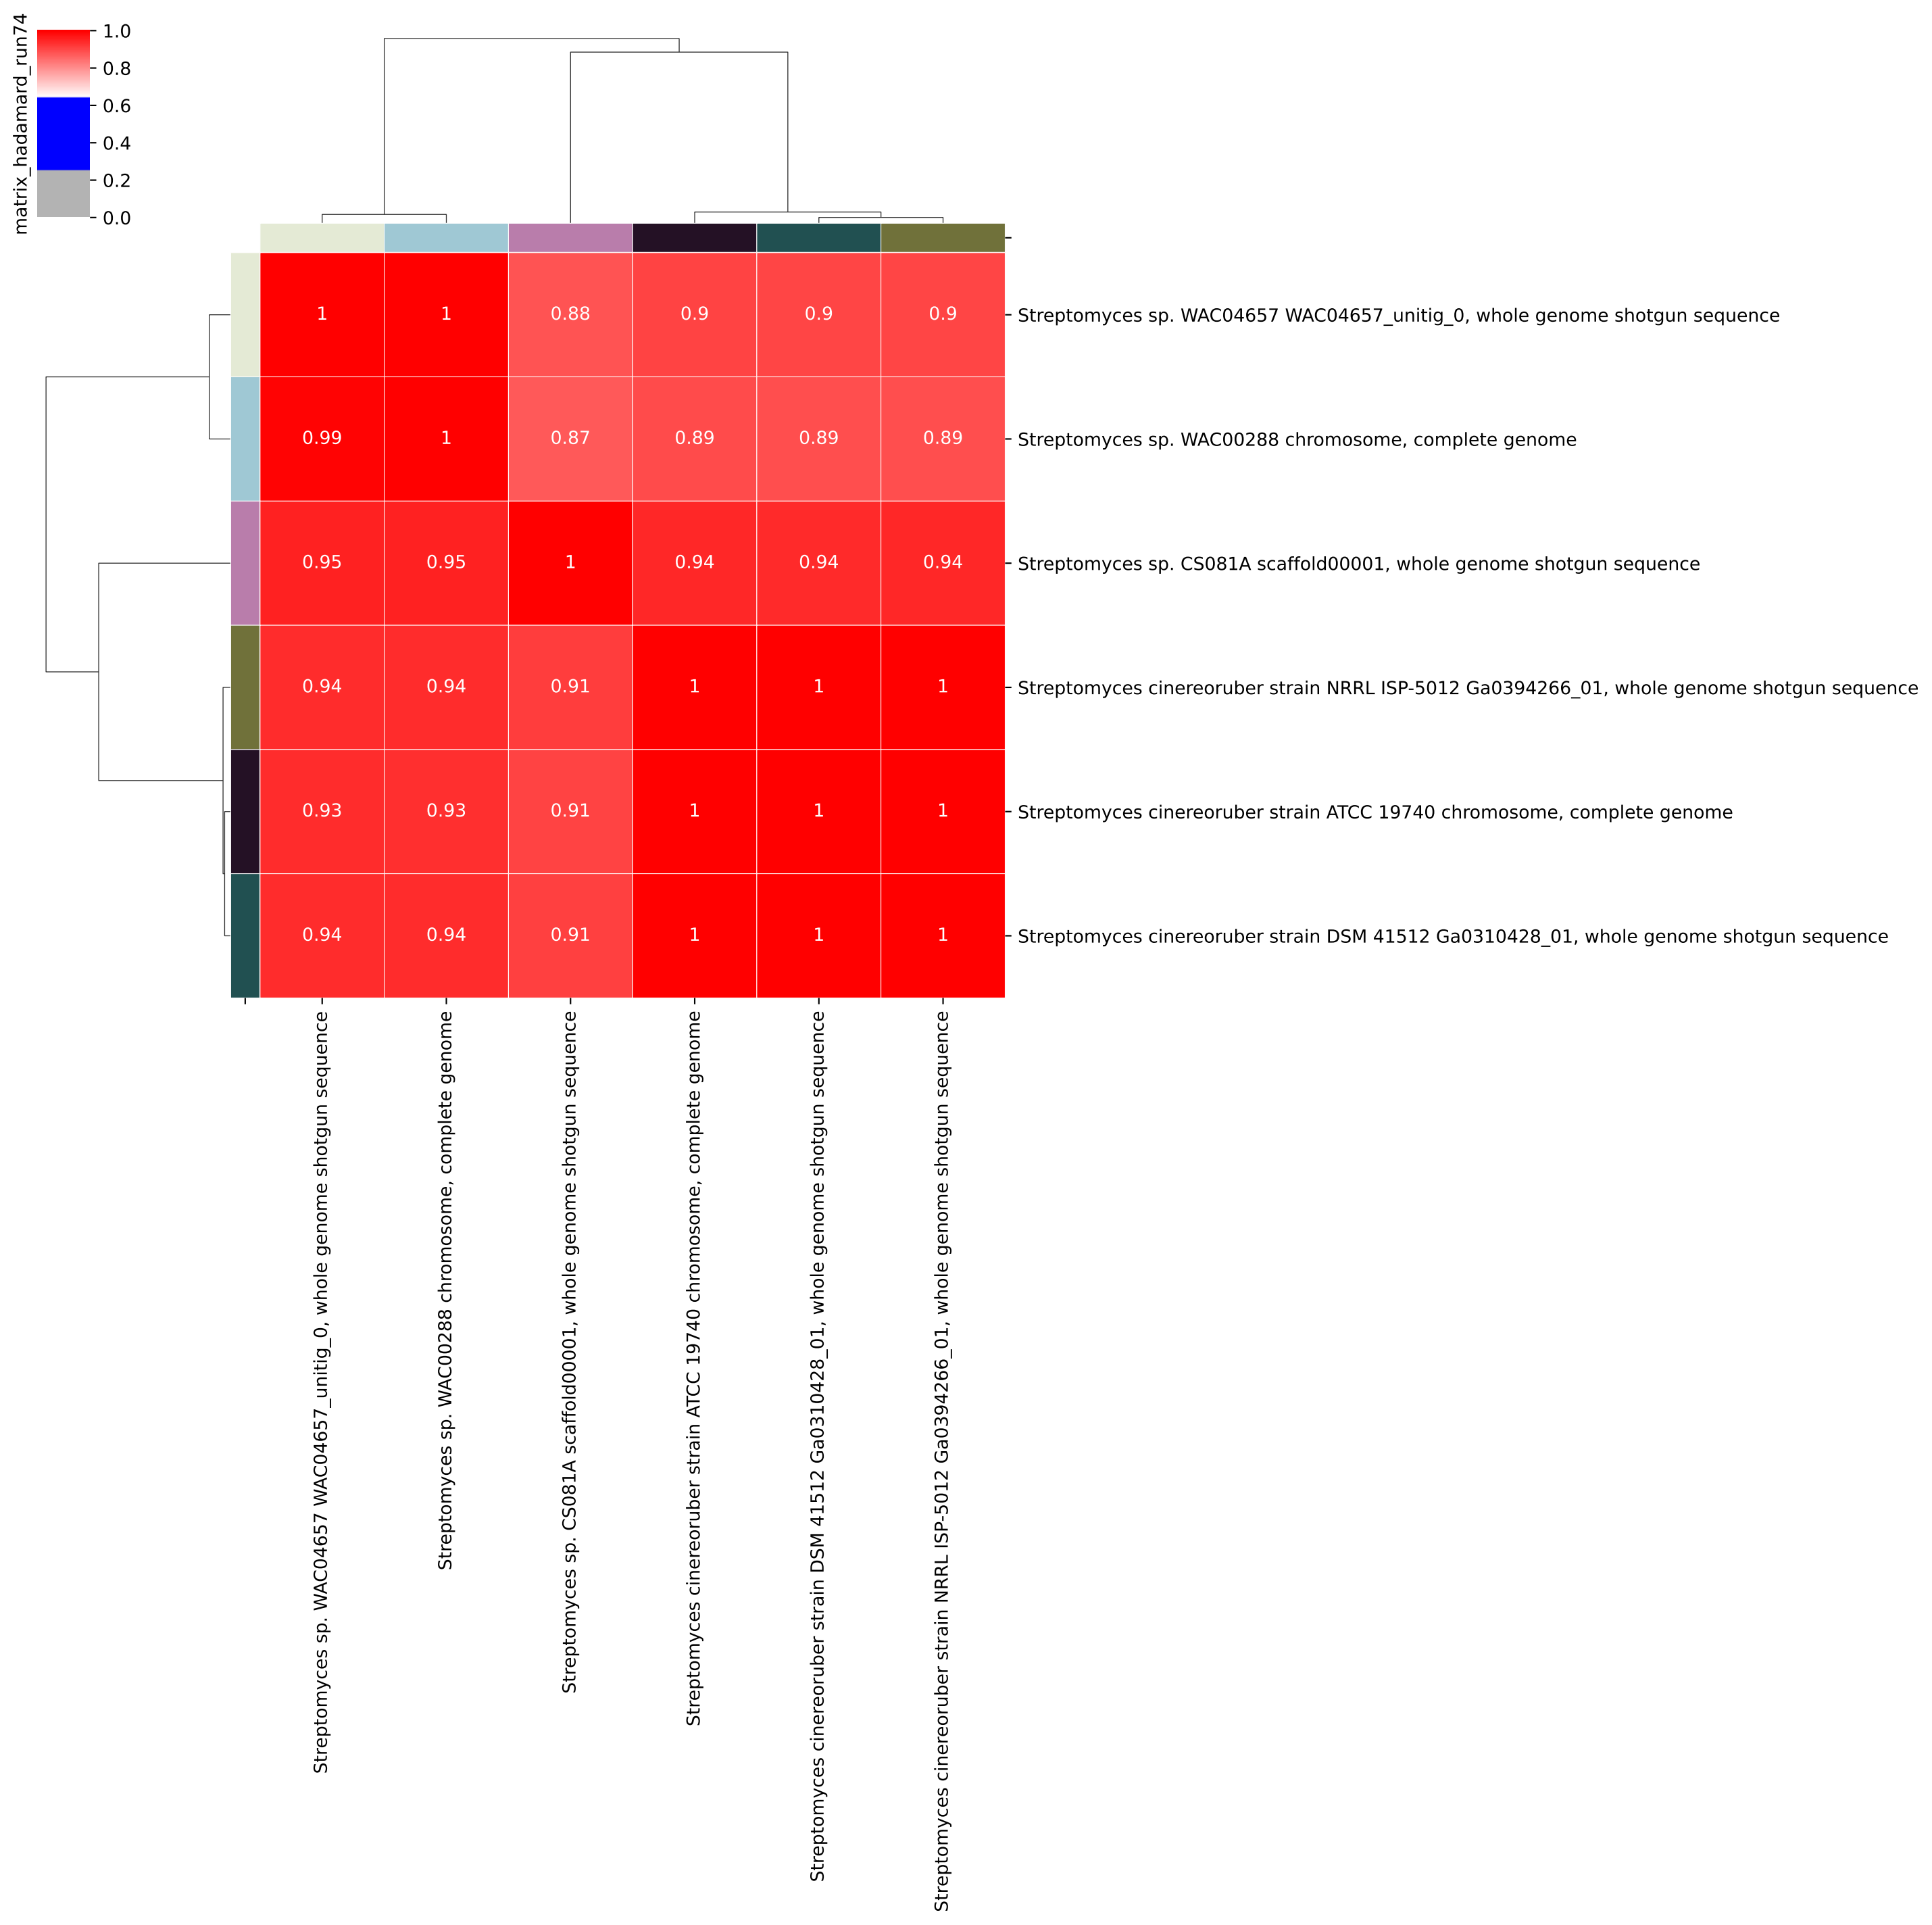 matrix_hadamard_run74
1.0
0.8
0.6
0.4
0.2
0.0
1 1 0.88 0.9 0.9 0.9 Streptomyces sp. WAC04657 WAC04657_unitig_0, whole genome shotgun sequence
0.99 1 0.87 0.89 0.89 0.89 Streptomyces sp. WAC00288 chromosome, complete genome
0.95 0.95 1 0.94 0.94 0.94 Streptomyces sp. CS081A scaffold00001, whole genome shotgun sequence
0.94 0.94 0.91 1 1 1 Streptomyces cinereoruber strain NRRL ISP-5012 Ga0394266_01, whole genome shotgun sequence
0.93 0.93 0.91 1 1 1 Streptomyces cinereoruber strain ATCC 19740 chromosome, complete genome
0.94 0.94 0.91 1 1 1 Streptomyces cinereoruber strain DSM 41512 Ga0310428_01, whole genome shotgun sequence
Streptomyces sp. WAC04657 WAC04657_unitig_0, whole genome shotgun sequence
Streptomyces sp. WAC00288 chromosome, complete genome
Streptomyces sp. CS081A scaffold00001, whole genome shotgun sequence
Streptomyces cinereoruber strain ATCC 19740 chromosome, complete genome
Streptomyces cinereoruber strain DSM 41512 Ga0310428_01, whole genome shotgun sequence
Streptomyces cinereoruber strain NRRL ISP-5012 Ga0394266_01, whole genome shotgun sequence